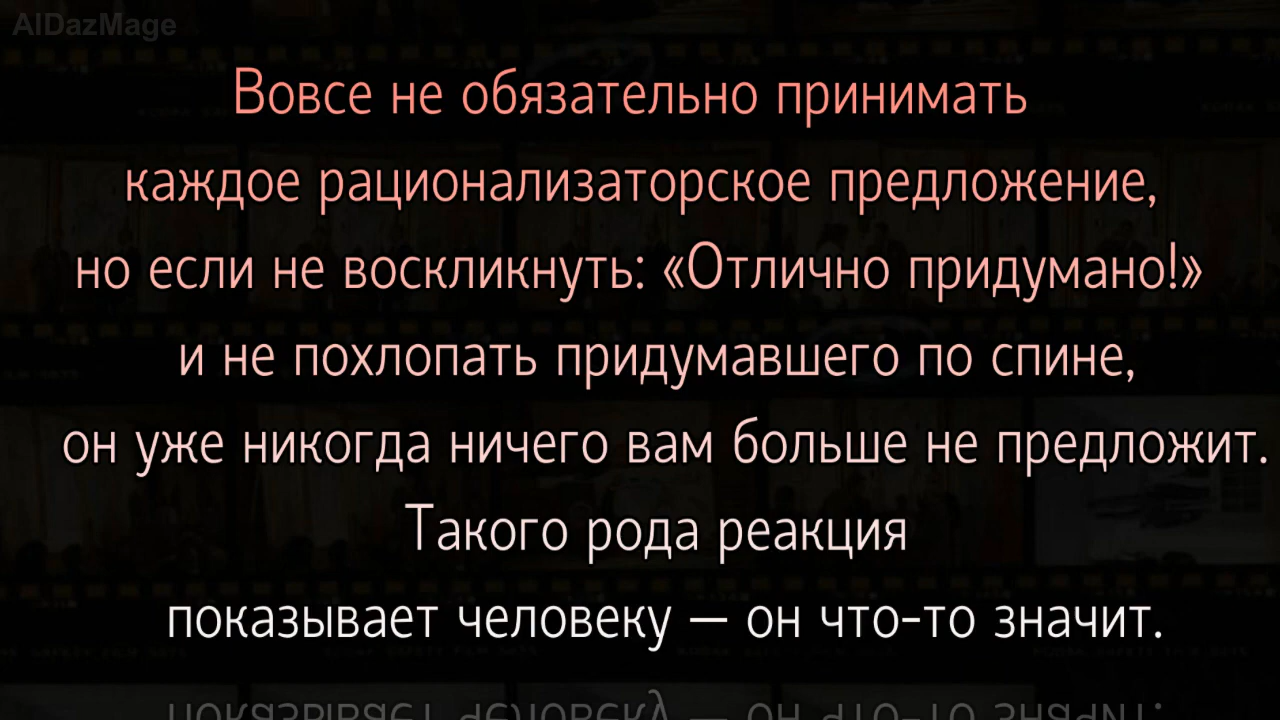 AIDazMage
Вовсе не обязательно принимать
каждое рационализаторское предложение,
но если не воскликнуть: «Отлично придумано!»
и не похлопать придумавшего по спине,
он уже никогда ничего вам больше не предложит.
Такого рода реакция
показывает человеку — он что-то значит.